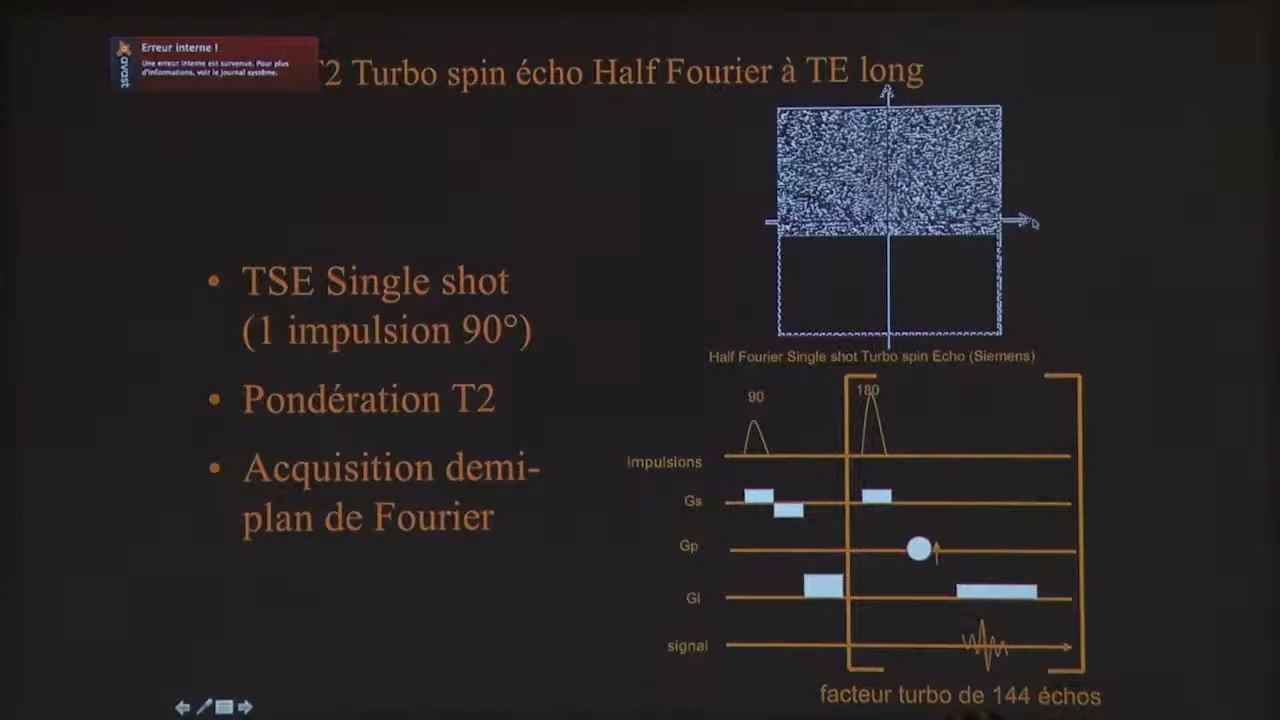 Erreur interne !
Une erreur interne est survenue. Pour plus
d'informations, voir le journal système.
avast
T2 Turbo spin écho Half Fourier à TE long
• TSE Single shot
(1 impulsion 90°)
• Pondération T2
• Acquisition demi-
plan de Fourier
Half Fourier Single shot Turbo spin Echo (Siemens)
90
180
impulsions
Gs
Gp
Gl
signal
facteur turbo de 144 échos